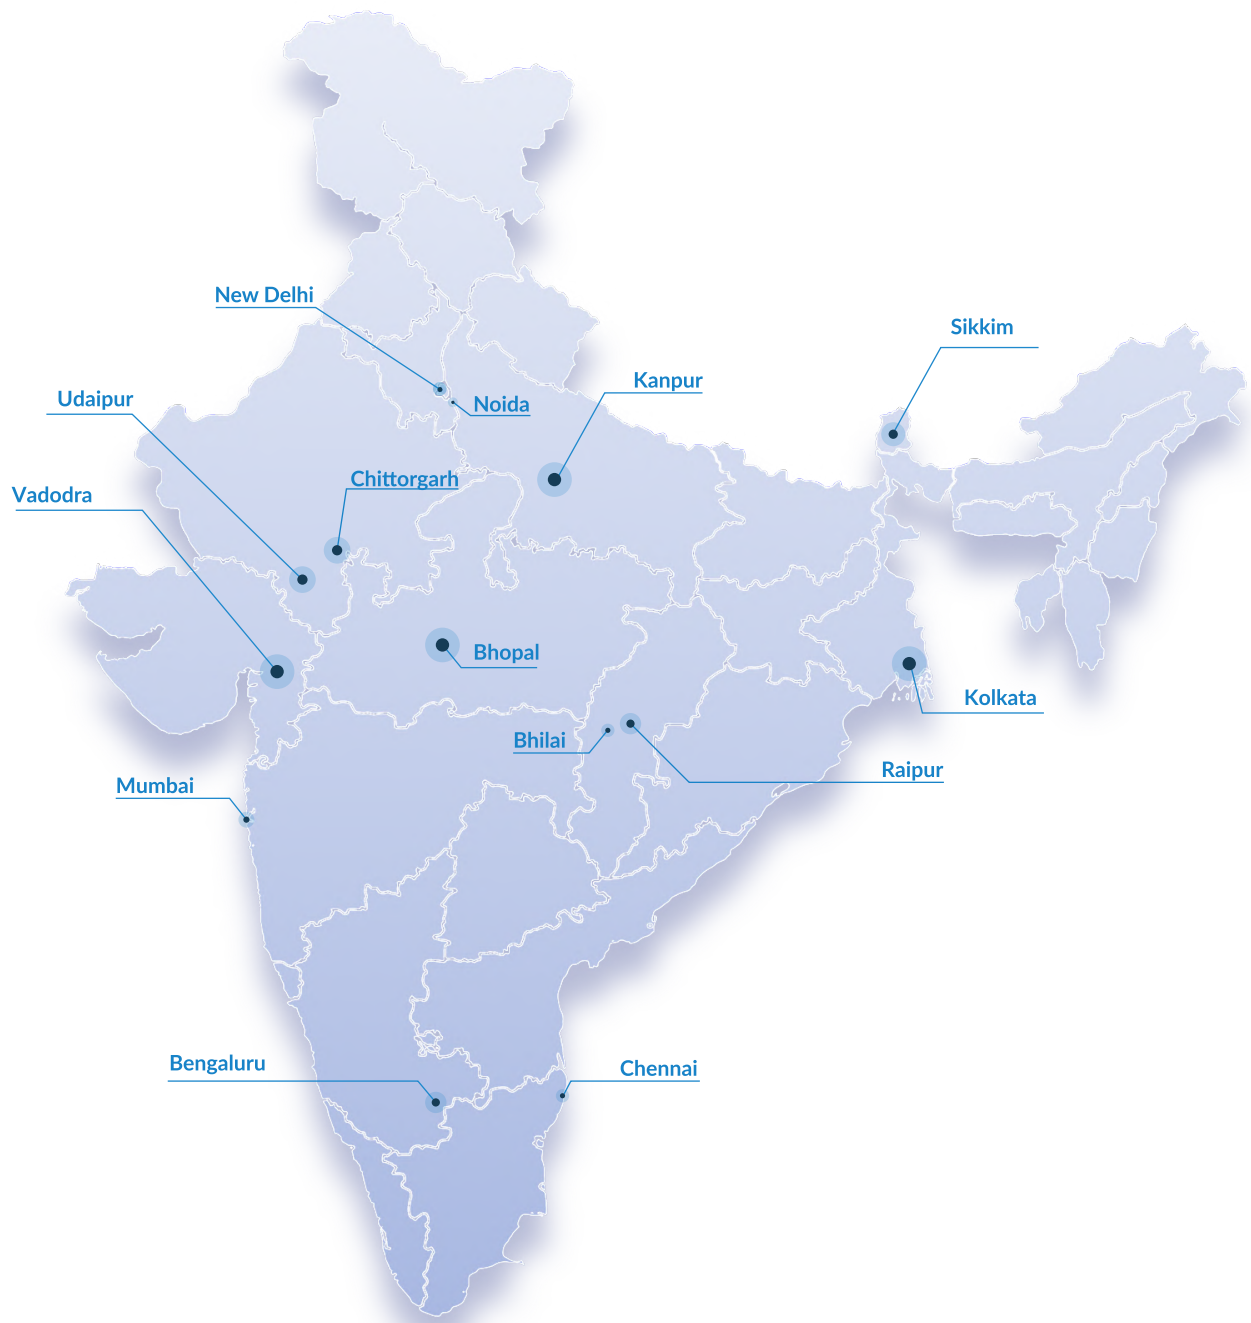 New Delhi
Sikkim
Kanpur
Udaipur
Noida
Chittorgarh
Vadodra
Bhopal
Kolkata
Bhilai
Raipur
Mumbai
Bengaluru
Chennai